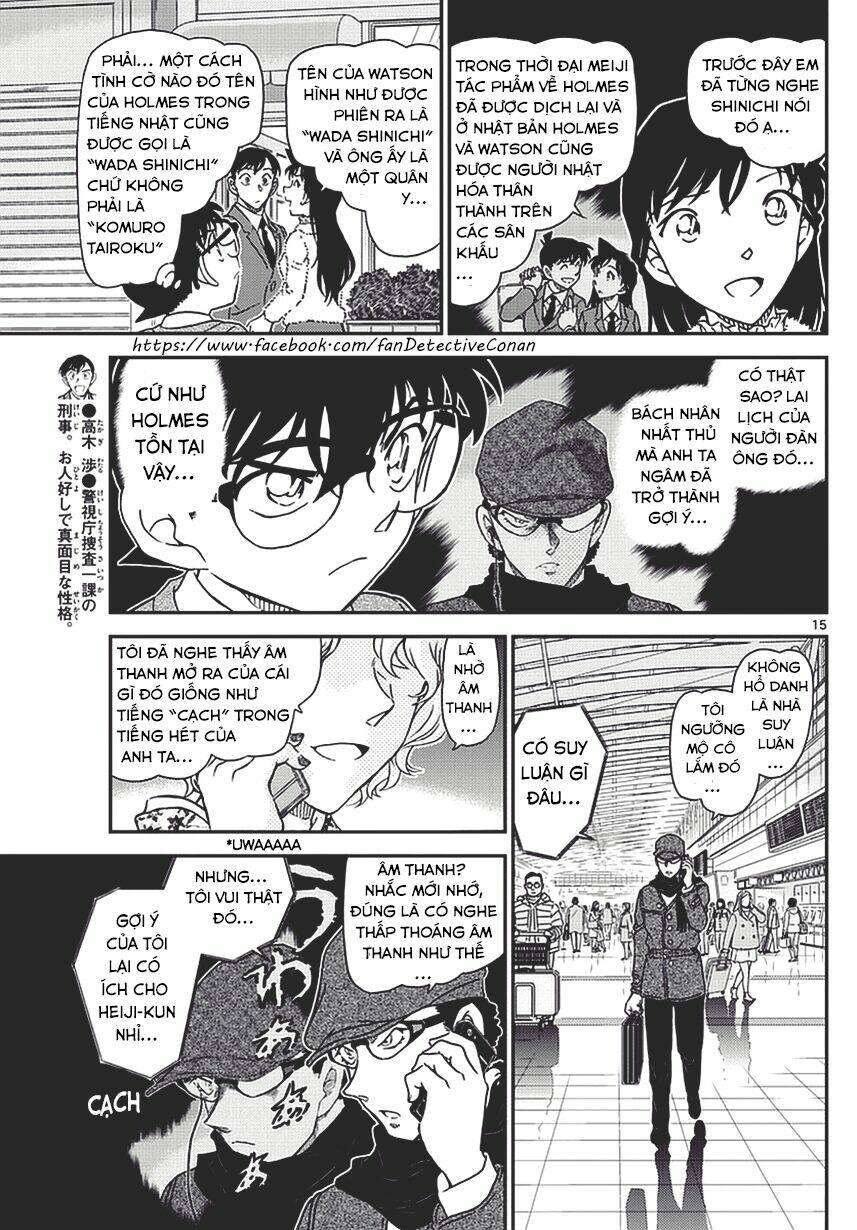 TRƯỚC ĐÂY EM
ĐÃ TỪNG NGHE
SHINICHI NÓI
ĐÓ Ạ...
TRONG THỜI ĐẠI MEIJI
TÁC PHẨM VỀ HOLMES
ĐÃ ĐƯỢC DỊCH LẠI VÀ
Ở NHẬT BẢN HOLMES
VÀ WATSON CŨNG
ĐƯỢC NGƯỜI NHẬT
HÓA THÂN
THÀNH TRÊN
CÁC SÂN
KHẤU
...
TÊN CỦA WATSON
HÌNH NHƯ ĐƯỢC
PHIÊN RA LÀ
"WADA SHINICHI"
VÀ ÔNG ẤY LÀ
MỘT QUÂN
Y...
PHẢI... MỘT CÁCH
TÌNH CỜ NÀO ĐÓ TÊN
CỦA HOLMES TRONG
TIẾNG NHẬT CŨNG
ĐƯỢC GỌI LÀ
"WADA SHINICHI"
CHỨ KHÔNG
PHẢI LÀ
"KOMURO
TAIROKU"
https://www.facebook.com/fanDetectiveConan
CÓ THẬT
SAO? LAI
LỊCH CỦA
NGƯỜI ĐÀN
ÔNG ĐÓ...
BÁCH NHÂN
NHẤT THỦ
MÀ ANH TA
NGÂM ĐÃ
TRỞ THÀNH
GỢI Ý...
CỨ NHƯ
HOLMES
TỒN TẠI
VẬY...
●高木 渉●警視庁捜査一課の
刑事。お人好しで真面目な性格。
15
KHÔNG
HỔ DANH
LÀ NHÀ
SUY
LUẬN...
TÔI
NGƯỠNG
MỘ CÔ
LẮM ĐÓ
...
CÓ SUY
LUẬN GÌ
ĐÂU...
LÀ
NHỜ
ÂM
THANH
...
TÔI ĐÃ NGHE THẤY ÂM
THANH MỞ RA CỦA CÁI
GÌ ĐÓ GIỐNG NHƯ
TIẾNG "CẠCH" TRONG
TIẾNG HÉT CỦA
ANH TA...
*UWAAAAA
ÂM THANH?
NHẮC MỚI NHỚ,
ĐÚNG LÀ CÓ NGHE
THẤP THOÁNG ÂM
THANH NHƯ THẾ
...
NHƯNG...
TÔI VUI THẬT
ĐÓ...
GỢI Ý
CỦA TÔI
LẠI CÓ
ÍCH CHO
HEIJI-KUN
NHỈ...
うわぁぁぁ
CẠCH